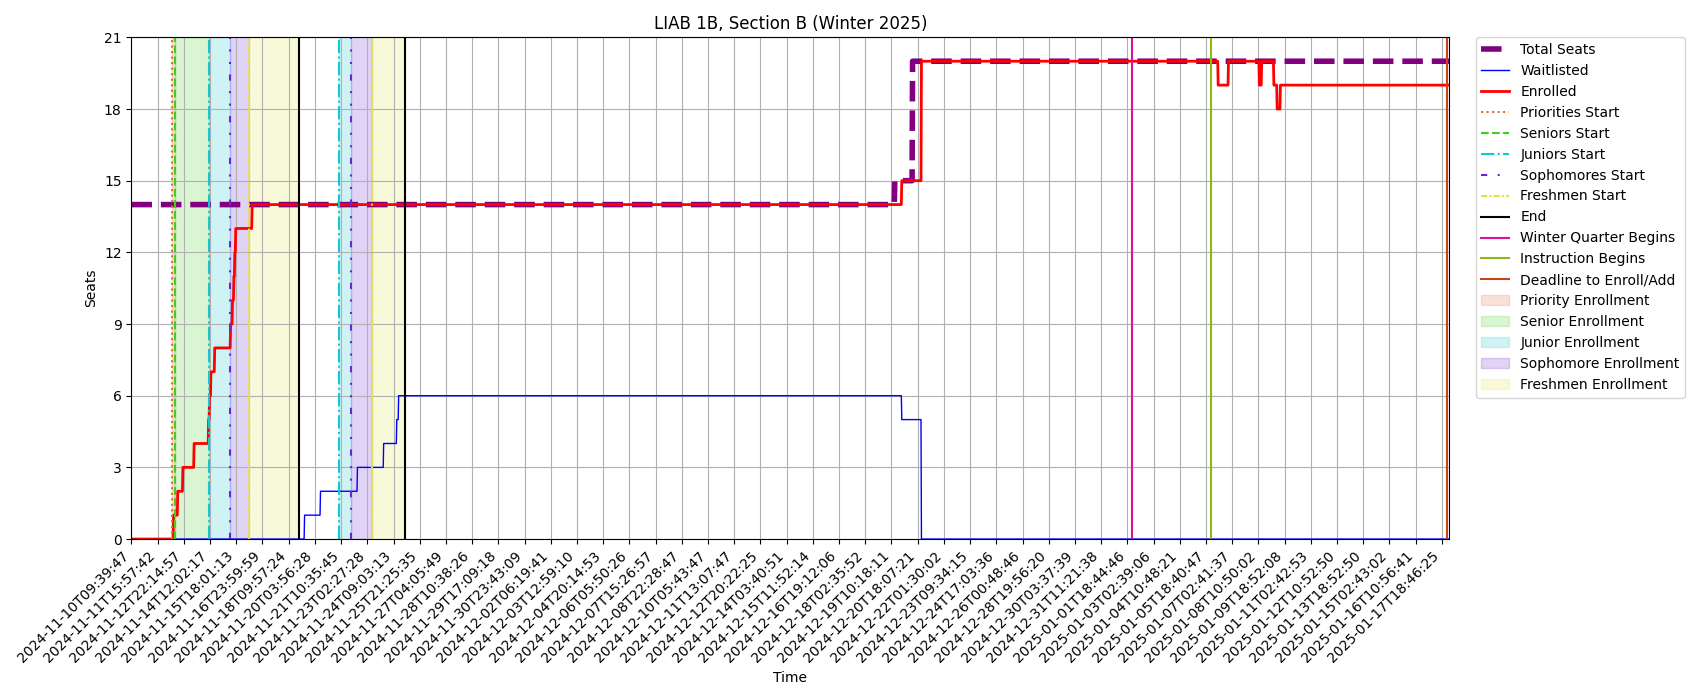 LIAB 1B, Section B (Winter 2025)
Seats
21
18
15
12
9
6
3
0
2024-11-10T09:39:47
2024-11-11T15:57:42
2024-11-12T22:14:57
2024-11-14T12:02:17
2024-11-15T18:01:13
2024-11-16T23:59:59
2024-11-18T09:57:24
2024-11-20T03:56:28
2024-11-21T10:35:45
2024-11-23T02:27:28
2024-11-24T09:03:13
2024-11-25T21:25:35
2024-11-27T04:05:49
2024-11-28T10:38:26
2024-11-29T17:09:18
2024-11-30T23:43:09
2024-12-02T06:19:41
2024-12-03T12:59:10
2024-12-04T20:14:53
2024-12-06T05:50:26
2024-12-07T15:26:57
2024-12-08T22:28:47
2024-12-10T05:43:47
2024-12-11T13:07:47
2024-12-12T20:22:25
2024-12-14T03:40:51
2024-12-15T11:52:14
2024-12-16T19:12:06
2024-12-18T02:35:52
2024-12-19T10:18:11
2024-12-20T18:07:21
2024-12-22T01:30:02
2024-12-23T09:34:15
2024-12-24T17:03:36
2024-12-26T00:48:46
2024-12-28T19:56:20
2024-12-30T03:37:39
2024-12-31T11:21:38
2025-01-01T18:44:46
2025-01-03T02:39:06
2025-01-04T10:48:21
2025-01-05T18:40:47
2025-01-07T02:41:37
2025-01-08T10:50:02
2025-01-09T18:52:08
2025-01-11T02:42:53
2025-01-12T10:52:50
2025-01-13T18:52:50
2025-01-15T02:43:02
2025-01-16T10:56:41
2025-01-17T18:46:25
Time
Total Seats
Waitlisted
Enrolled
Priorities Start
Seniors Start
Juniors Start
Sophomores Start
Freshmen Start
End
Winter Quarter Begins
Instruction Begins
Deadline to Enroll/Add
Priority Enrollment
Senior Enrollment
Junior Enrollment
Sophomore Enrollment
Freshmen Enrollment